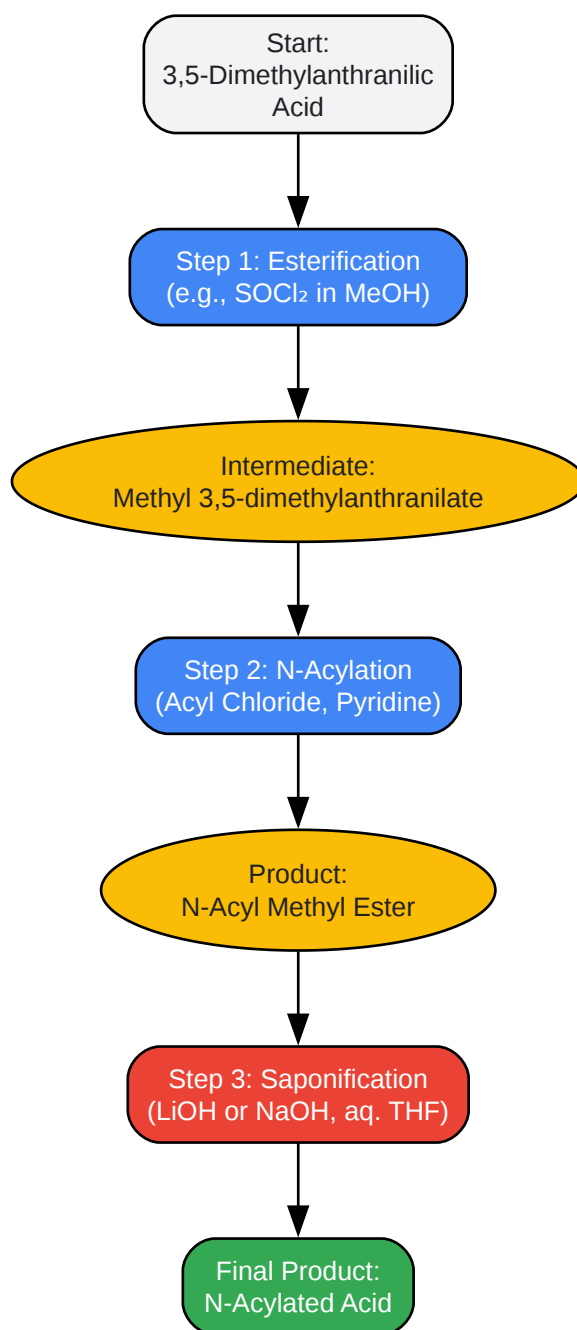 Start:
3,5-Dimethylanthranilic
Acid
Step 1: Esterification
(e.g., SOCl₂ in MeOH)
Intermediate:
Methyl 3,5-dimethylanthranilate
Step 2: N-Acylation
(Acyl Chloride, Pyridine)
Product:
N-Acyl Methyl Ester
Step 3: Saponification
(LiOH or NaOH, aq. THF)
Final Product:
N-Acylated Acid